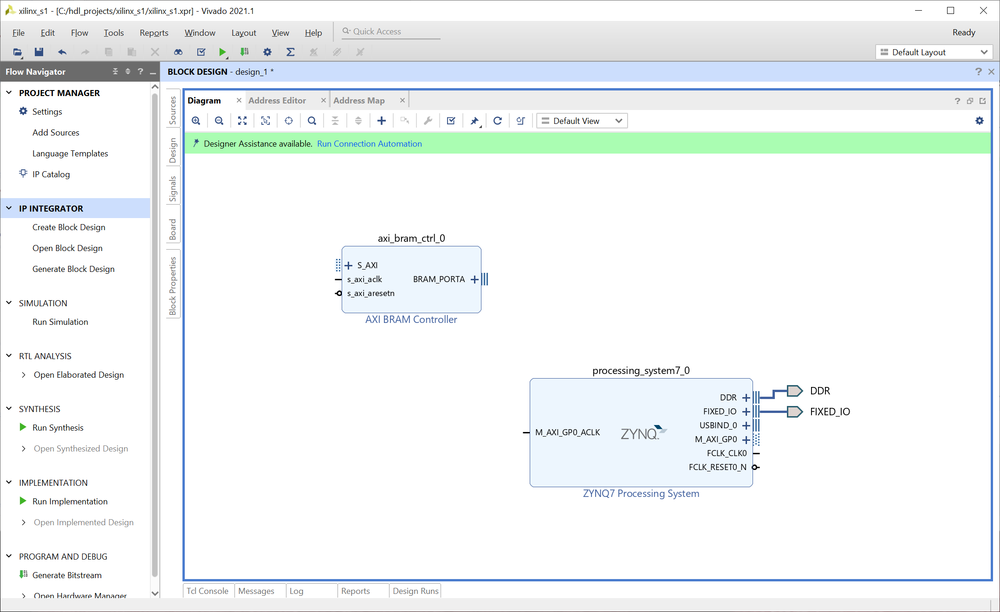 xilinx_s1 - [C:/hdl_projects/xilinx_s1/xilinx_s1.xpr] - Vivado 2021.1
File Edit Flow Tools Reports Window Layout View Help Quick Access Ready
Default Layout
Flow Navigator
BLOCK DESIGN - design_1 *
PROJECT MANAGER
Settings
Add Sources
Language Templates
IP Catalog
IP INTEGRATOR
Create Block Design
Open Block Design
Generate Block Design
SIMULATION
Run Simulation
RTL ANALYSIS
Open Elaborated Design
SYNTHESIS
Run Synthesis
Open Synthesized Design
IMPLEMENTATION
Run Implementation
Open Implemented Design
PROGRAM AND DEBUG
Generate Bitstream
Open Hardware Manager
Sources
Design
Signals
Board
Block Properties
Diagram Address Editor Address Map
Default View
Designer Assistance available. Run Connection Automation
axi_bram_ctrl_0
S_AXI
s_axi_aclk
s_axi_aresetn
BRAM_PORTA
AXI BRAM Controller
processing_system7_0
M_AXI_GP0_ACLK
ZYNQ
DDR
FIXED_IO
USBIND_0
M_AXI_GP0
FCLK_CLK0
FCLK_RESET0_N
DDR
FIXED_IO
ZYNQ7 Processing System
Tcl Console Messages Log Reports Design Runs